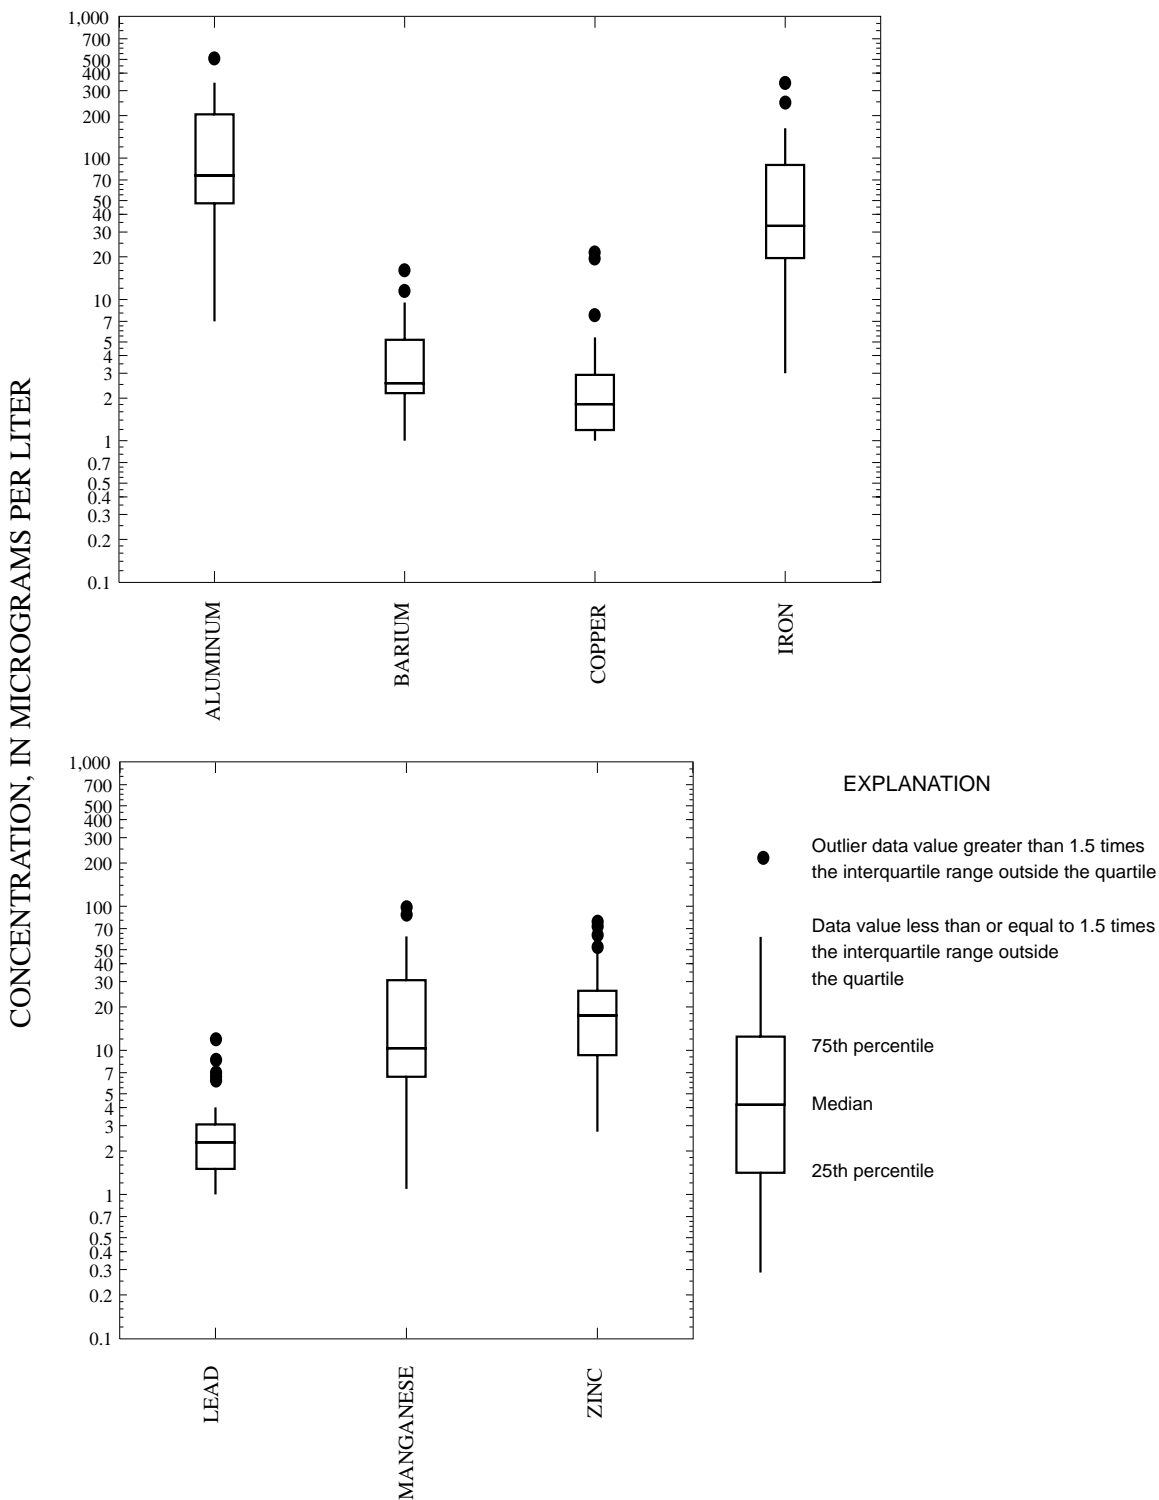 CONCENTRATION, IN MICROGRAMS PER LITER
1,000
700
500
400
300
200
100
70
50
40
30
20
10
7
5
4
3
2
1
0.7
0.5
0.4
0.3
0.2
0.1
ALUMINUM
BARIUM
COPPER
IRON
1,000
700
500
400
300
200
100
70
50
40
30
20
10
7
5
4
3
2
1
0.7
0.5
0.4
0.3
0.2
0.1
LEAD
MANGANESE
ZINC
EXPLANATION
Outlier data value greater than 1.5 times
the interquartile range outside the quartile
Data value less than or equal to 1.5 times
the interquartile range outside
the quartile
75th percentile
Median
25th percentile